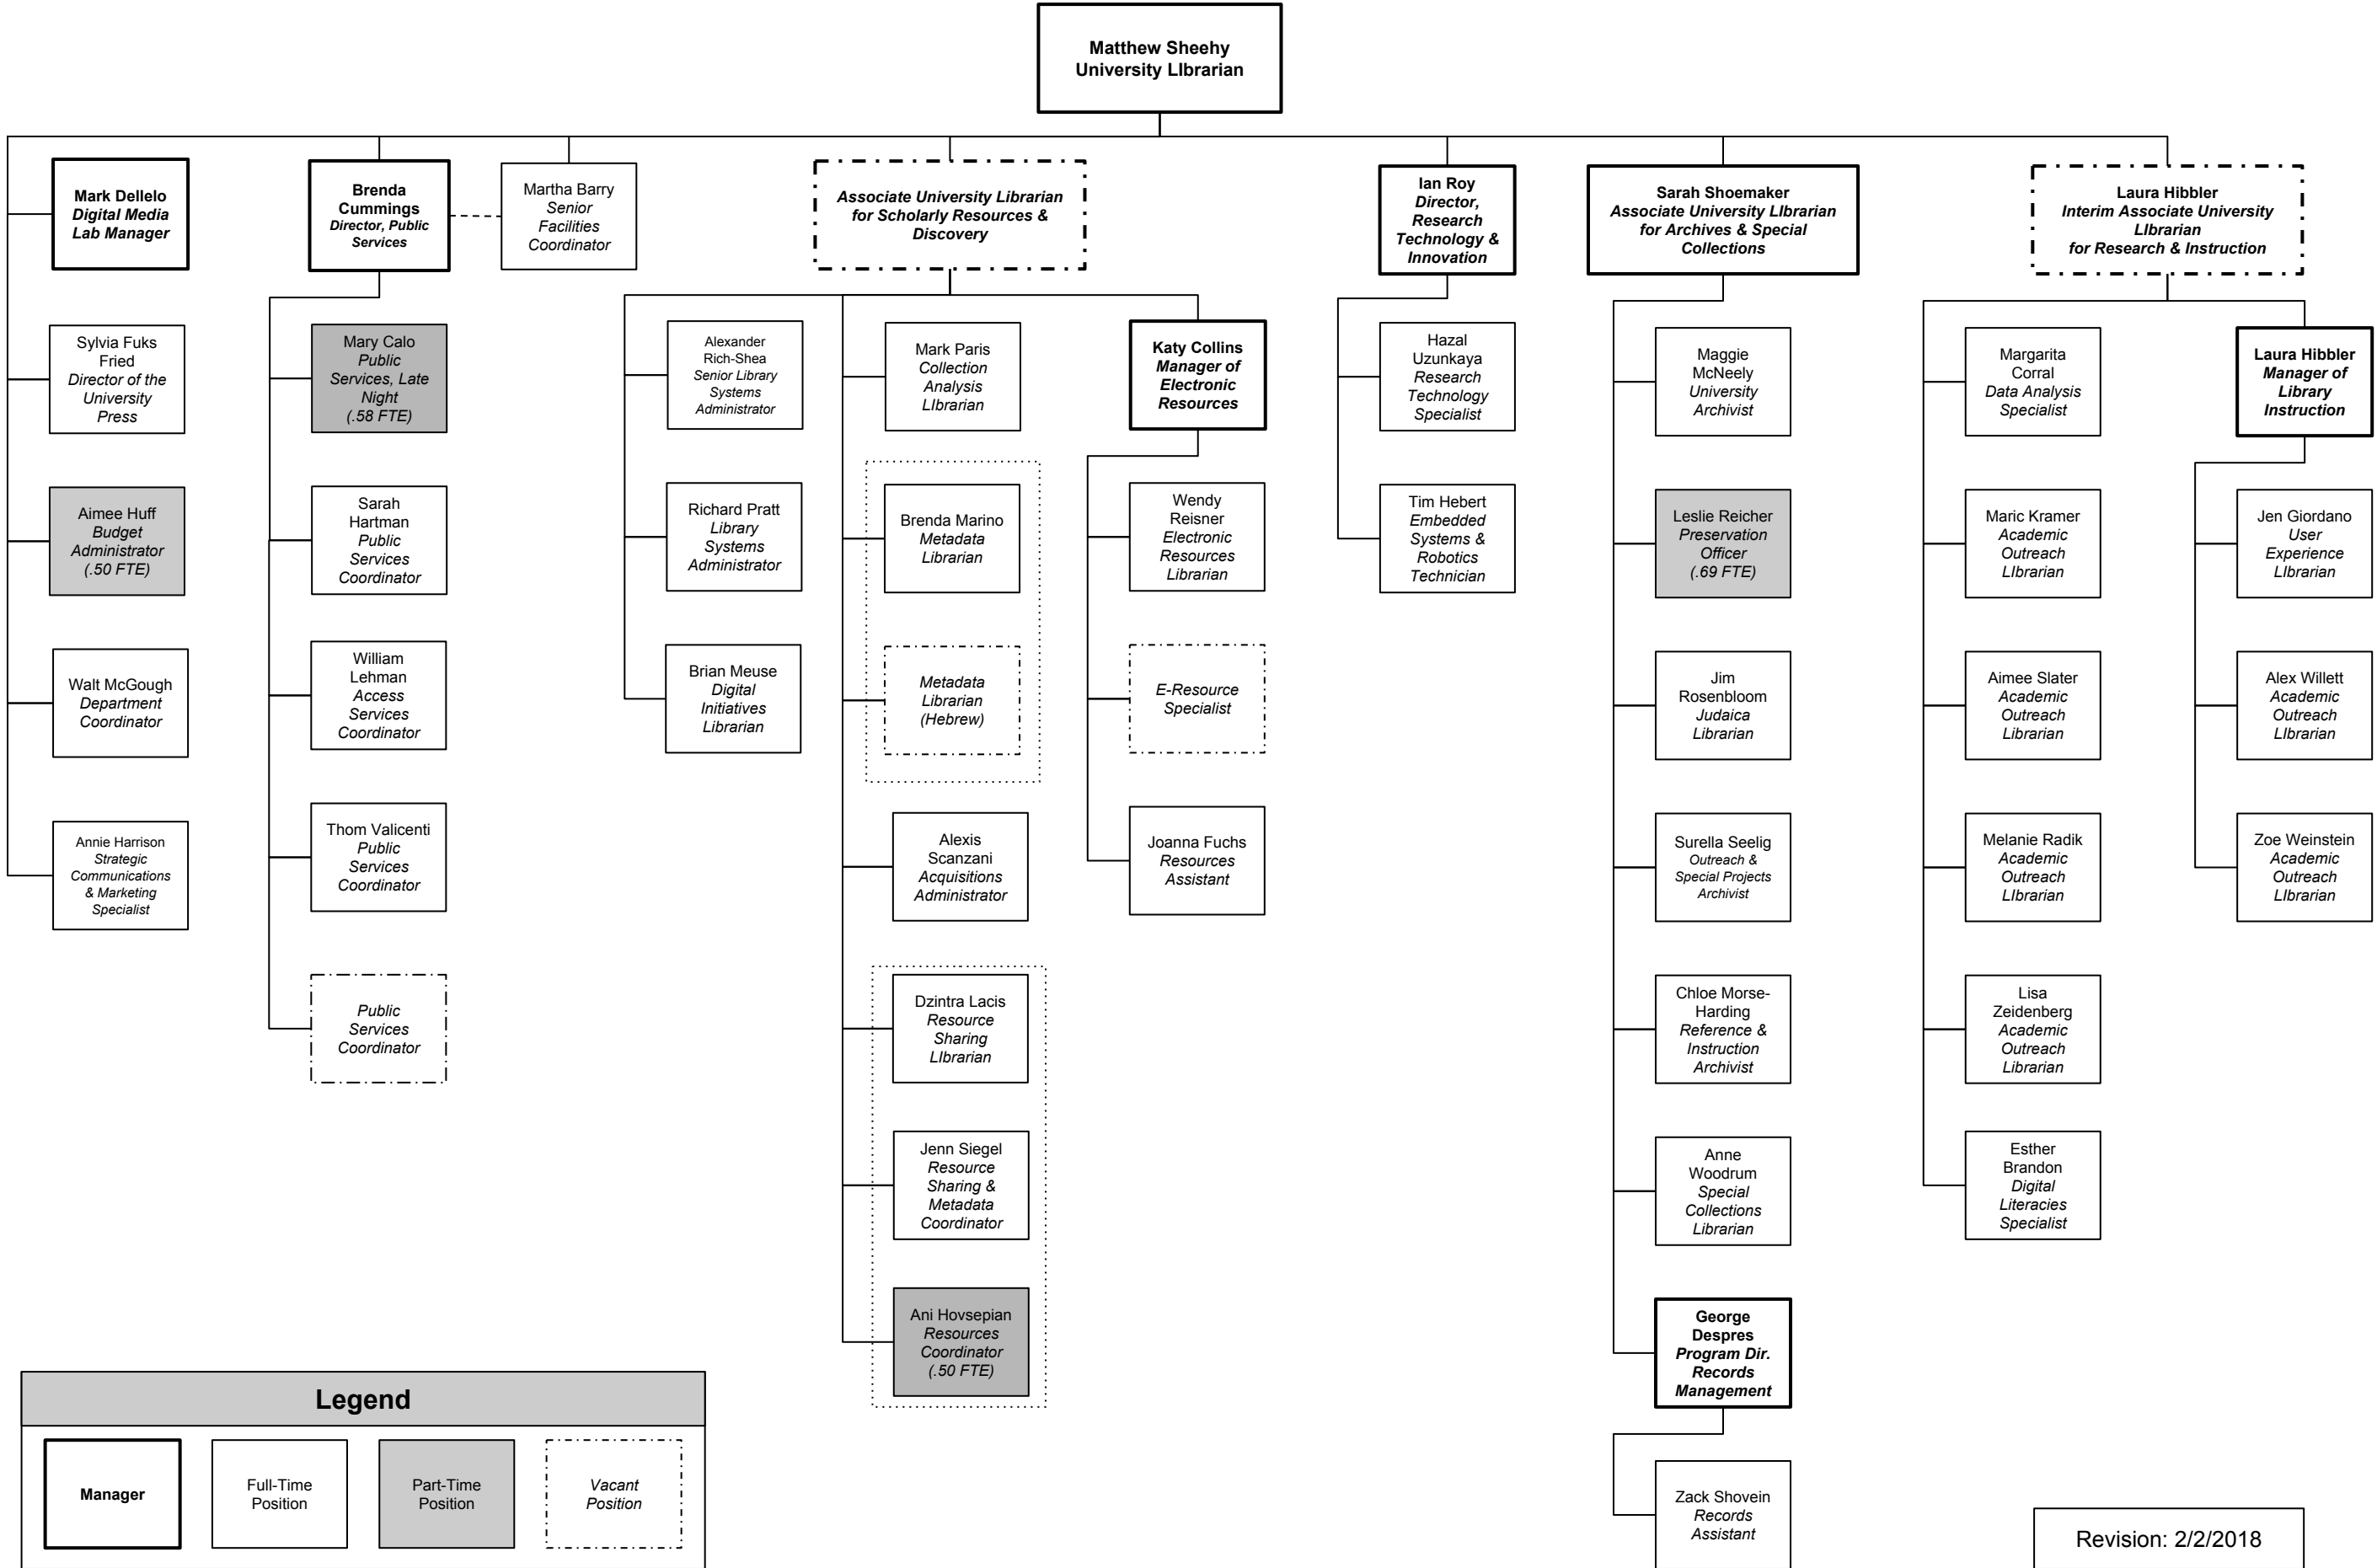 Matthew Sheehy
University LIbrarian
Mark Dellelo
Digital Media
Lab Manager
Brenda
Cummings
Director, Public
Services
Martha Barry
Senior
Facilities
Coordinator
Associate University Librarian
for Scholarly Resources &
Discovery
Ian Roy
Director,
Research
Technology &
Innovation
Sarah Shoemaker
Associate University LIbrarian
for Archives & Special
Collections
Laura Hibbler
Interim Associate University
LIbrarian
for Research & Instruction
Sylvia Fuks
Fried
Director of the
University
Press
Aimee Huff
Budget
Administrator
(.50 FTE)
Walt McGough
Department
Coordinator
Annie Harrison
Strategic
Communications
& Marketing
Specialist
Mary Calo
Public
Services, Late
Night
(.58 FTE)
Sarah
Hartman
Public
Services
Coordinator
William
Lehman
Access
Services
Coordinator
Thom Valicenti
Public
Services
Coordinator
Public
Services
Coordinator
Alexander
Rich-Shea
Senior Library
Systems
Administrator
Richard Pratt
Library
Systems
Administrator
Brian Meuse
Digital
Initiatives
Librarian
Mark Paris
Collection
Analysis
LIbrarian
Brenda Marino
Metadata
Librarian
Metadata
Librarian
(Hebrew)
Alexis
Scanzani
Acquisitions
Administrator
Dzintra Lacis
Resource
Sharing
LIbrarian
Jenn Siegel
Resource
Sharing &
Metadata
Coordinator
Ani Hovsepian
Resources
Coordinator
(.50 FTE)
Katy Collins
Manager of
Electronic
Resources
Wendy
Reisner
Electronic
Resources
Librarian
E-Resource
Specialist
Joanna Fuchs
Resources
Assistant
Hazal
Uzunkaya
Research
Technology
Specialist
Tim Hebert
Embedded
Systems &
Robotics
Technician
Maggie
McNeely
University
Archivist
Leslie Reicher
Preservation
Officer
(.69 FTE)
Jim
Rosenbloom
Judaica
Librarian
Surella Seelig
Outreach &
Special Projects
Archivist
Chloe Morse-
Harding
Reference &
Instruction
Archivist
Anne
Woodrum
Special
Collections
Librarian
George
Despres
Program Dir.
Records
Management
Zack Shovein
Records
Assistant
Margarita
Corral
Data Analysis
Specialist
Maric Kramer
Academic
Outreach
LIbrarian
Aimee Slater
Academic
Outreach
Librarian
Melanie Radik
Academic
Outreach
LIbrarian
Lisa
Zeidenberg
Academic
Outreach
Librarian
Esther
Brandon
Digital
Literacies
Specialist
Laura Hibbler
Manager of
Library
Instruction
Jen Giordano
User
Experience
LIbrarian
Alex Willett
Academic
Outreach
LIbrarian
Zoe Weinstein
Academic
Outreach
LIbrarian
Legend
Manager
Full-Time
Position
Part-Time
Position
Vacant
Position
Revision: 2/2/2018